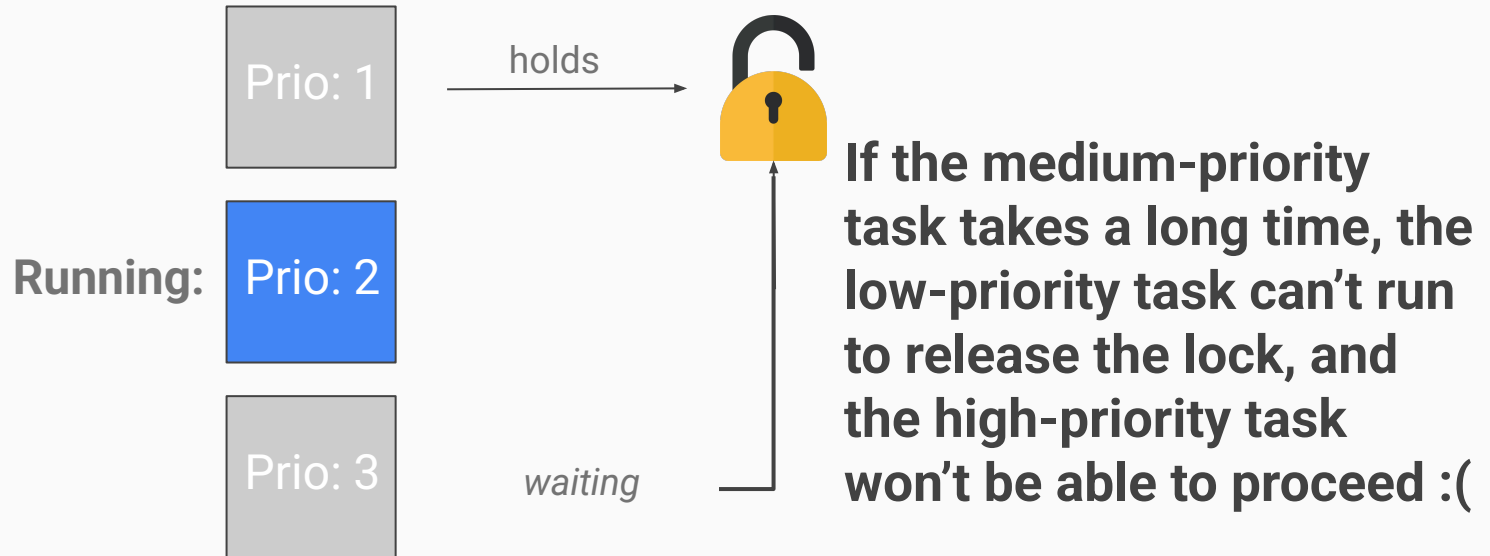 Prio: 1
holds
Running:
Prio: 2
Prio: 3
waiting
If the medium-priority
task takes a long time, the
low-priority task can’t run
to release the lock, and
the high-priority task
won’t be able to proceed :(